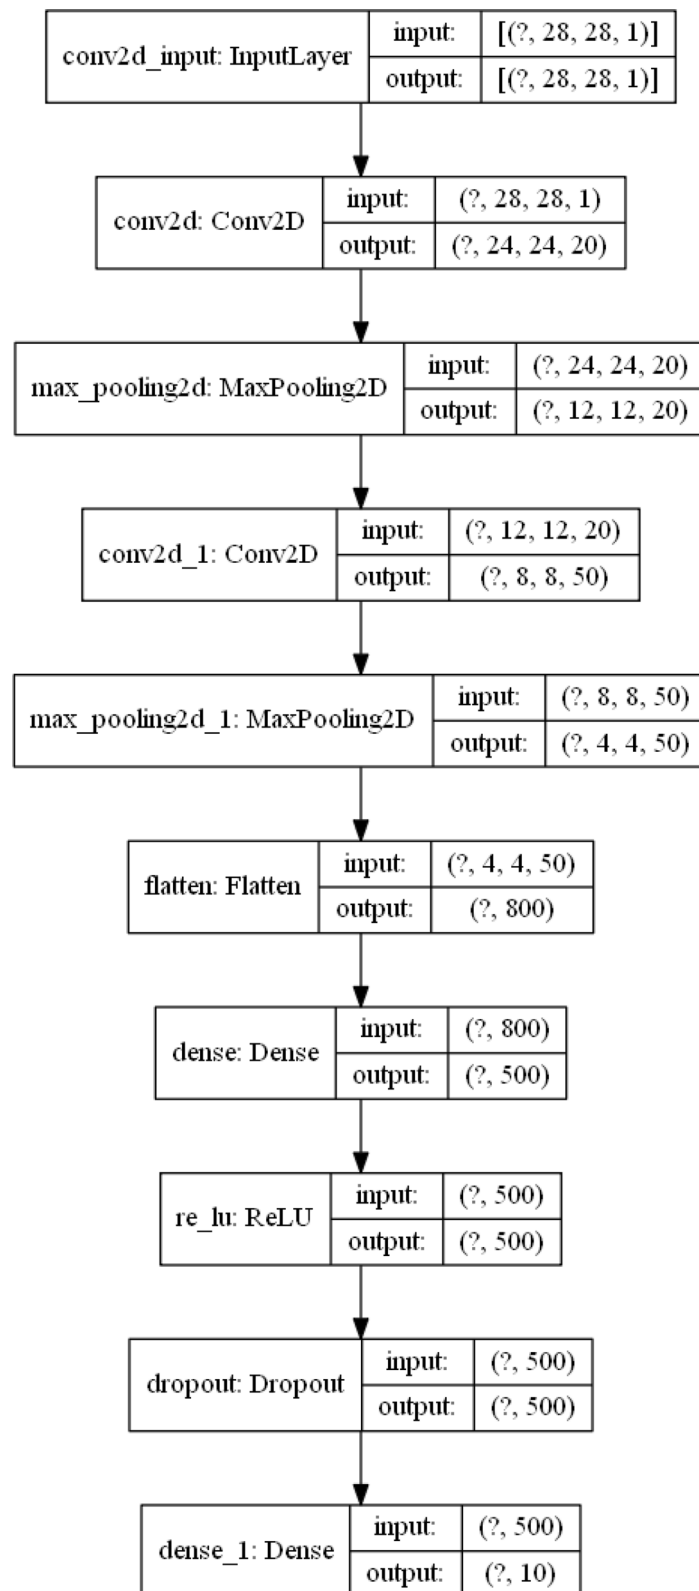 conv2d_input: InputLayer
input: [(?, 28, 28, 1)]
output: [(?, 28, 28, 1)]
conv2d: Conv2D
input: (?, 28, 28, 1)
output: (?, 24, 24, 20)
max_pooling2d: MaxPooling2D
input: (?, 24, 24, 20)
output: (?, 12, 12, 20)
conv2d_1: Conv2D
input: (?, 12, 12, 20)
output: (?, 8, 8, 50)
max_pooling2d_1: MaxPooling2D
input: (?, 8, 8, 50)
output: (?, 4, 4, 50)
flatten: Flatten
input: (?, 4, 4, 50)
output: (?, 800)
dense: Dense
input: (?, 800)
output: (?, 500)
re_lu: ReLU
input: (?, 500)
output: (?, 500)
dropout: Dropout
input: (?, 500)
output: (?, 500)
dense_1: Dense
input: (?, 500)
output: (?, 10)